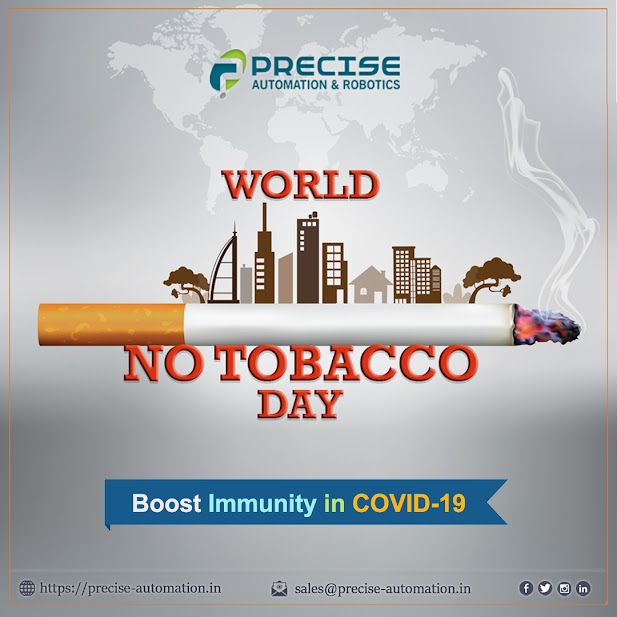 PRECISE
AUTOMATION & ROBOTICS
WORLD
NO TOBACCO
DAY
Boost Immunity in COVID-19
https://precise-automation.in sales@precise-automation.in